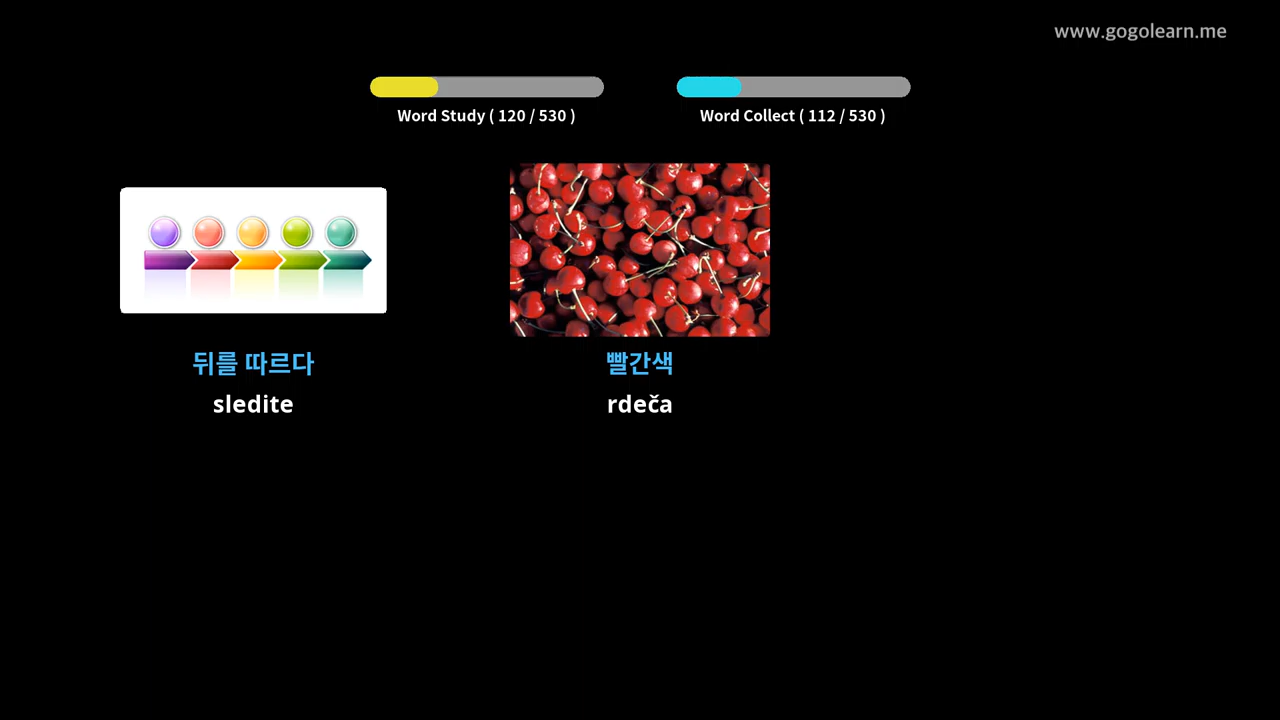 www.gogolearn.me
Word Study ( 120 / 530 )
Word Collect ( 112 / 530 )
뒤를 따르다
sledite
빨간색
rdeča